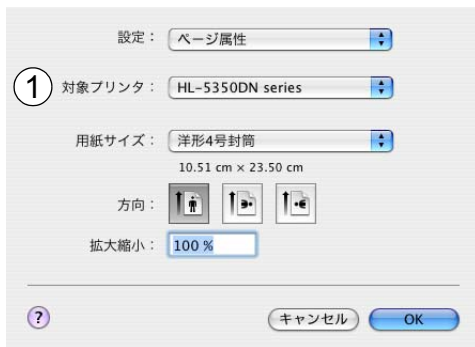 設定： ページ属性
① 対象プリンタ： HL-5350DN series
用紙サイズ： 洋形4号封筒
10.51 cm × 23.50 cm
方向：
拡大縮小： 100 %
? キャンセル OK